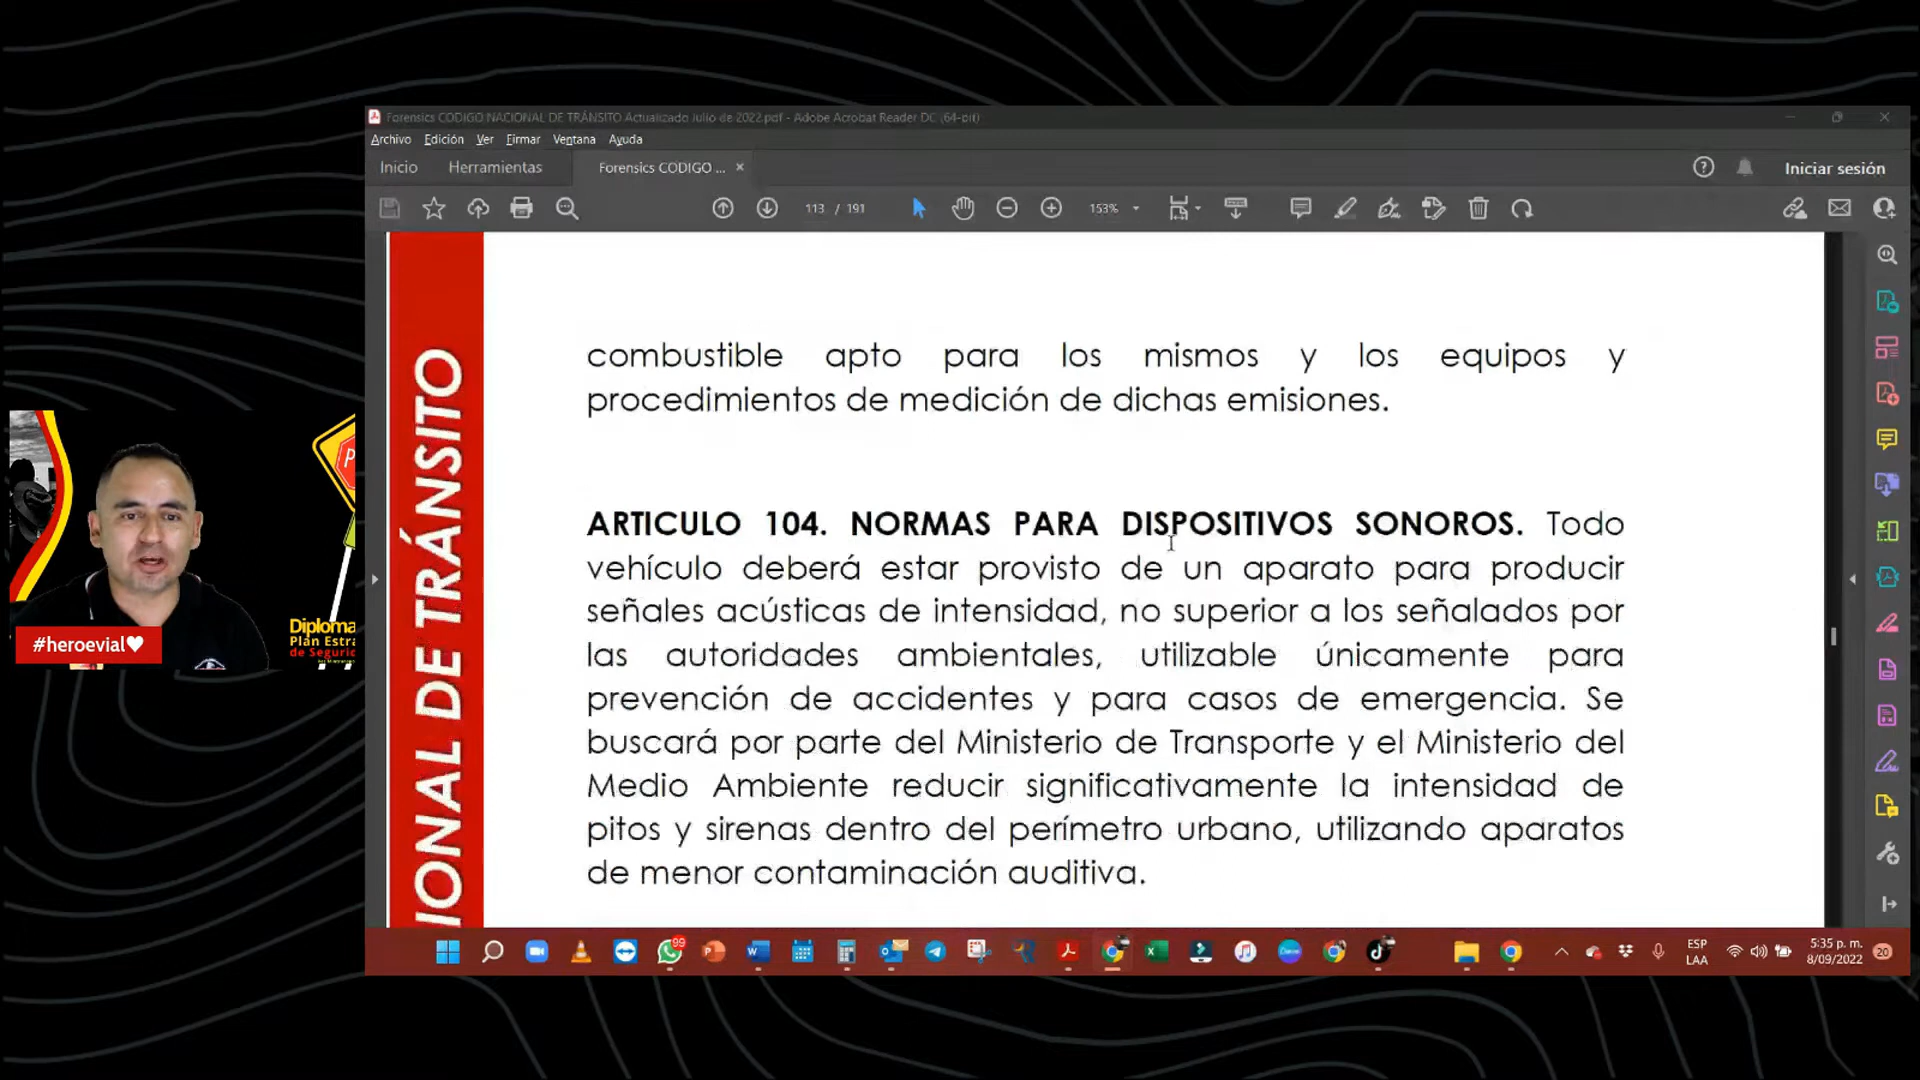 Forensics CODIGO NACIONAL DE TRÁNSITO Actualizado Julio de 2022.pdf - Adobe Acrobat Reader DC (64-bit)
Archivo Edición Ver Firmar Ventana Ayuda
Inicio Herramientas Forensics CODIGO ... × Iniciar sesión
113 / 191 153%
IONAL DE TRÁNSITO
combustible apto para los mismos y los equipos y
procedimientos de medición de dichas emisiones.
ARTICULO 104. NORMAS PARA DISPOSITIVOS SONOROS. Todo
vehículo deberá estar provisto de un aparato para producir
señales acústicas de intensidad, no superior a los señalados por
las autoridades ambientales, utilizable únicamente para
prevención de accidentes y para casos de emergencia. Se
buscará por parte del Ministerio de Transporte y el Ministerio del
Medio Ambiente reducir significativamente la intensidad de
pitos y sirenas dentro del perímetro urbano, utilizando aparatos
de menor contaminación auditiva.
P
Diploma
Plan Estra
de Segurid
#heroevial♥
99
ESP
LAA
5:35 p. m.
8/09/2022
20